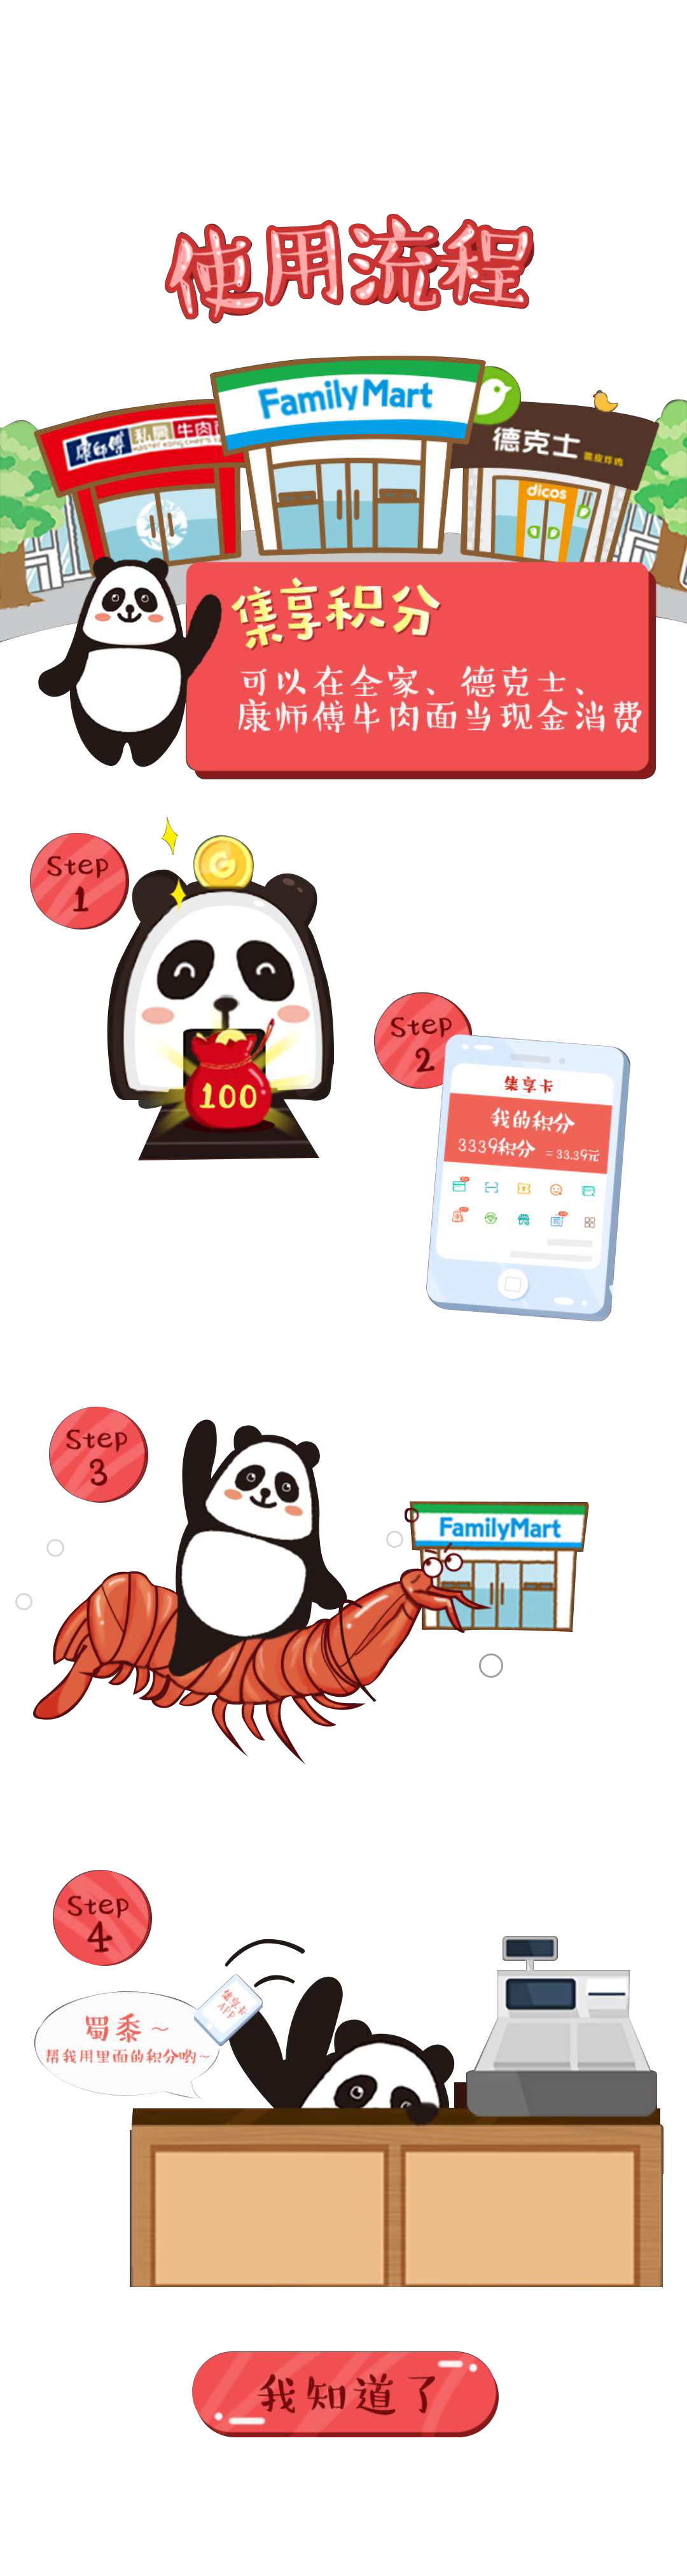 使用流程
FamilyMart
康师傅 私房牛肉面
德克士
脆皮炸鸡
dicos
集享积分
可以在全家、德克士、
康师傅牛肉面当现金消费
Step
1
G
100
Step
2
集享卡
我的积分
3339积分 =33.39元
Step
3
FamilyMart
Step
4
集享卡
APP
蜀黍~
帮我用里面的积分哟~
我知道了